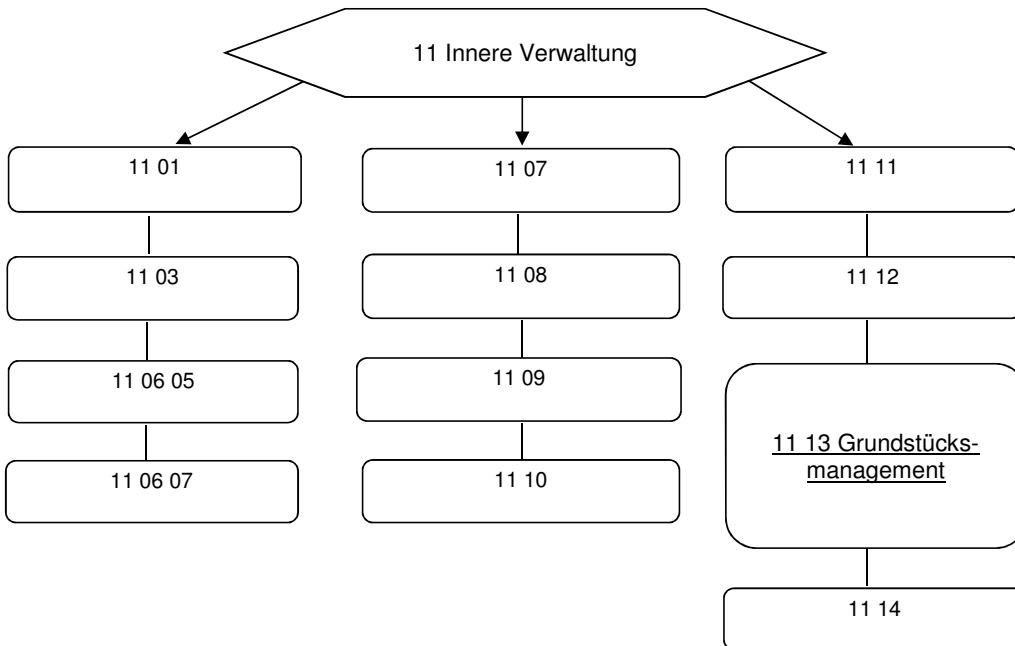 11 Innere Verwaltung
11 01
11 07
11 11
11 03
11 08
11 12
11 06 05
11 09
11 13 Grundstücks-
management
11 06 07
11 10
11 14